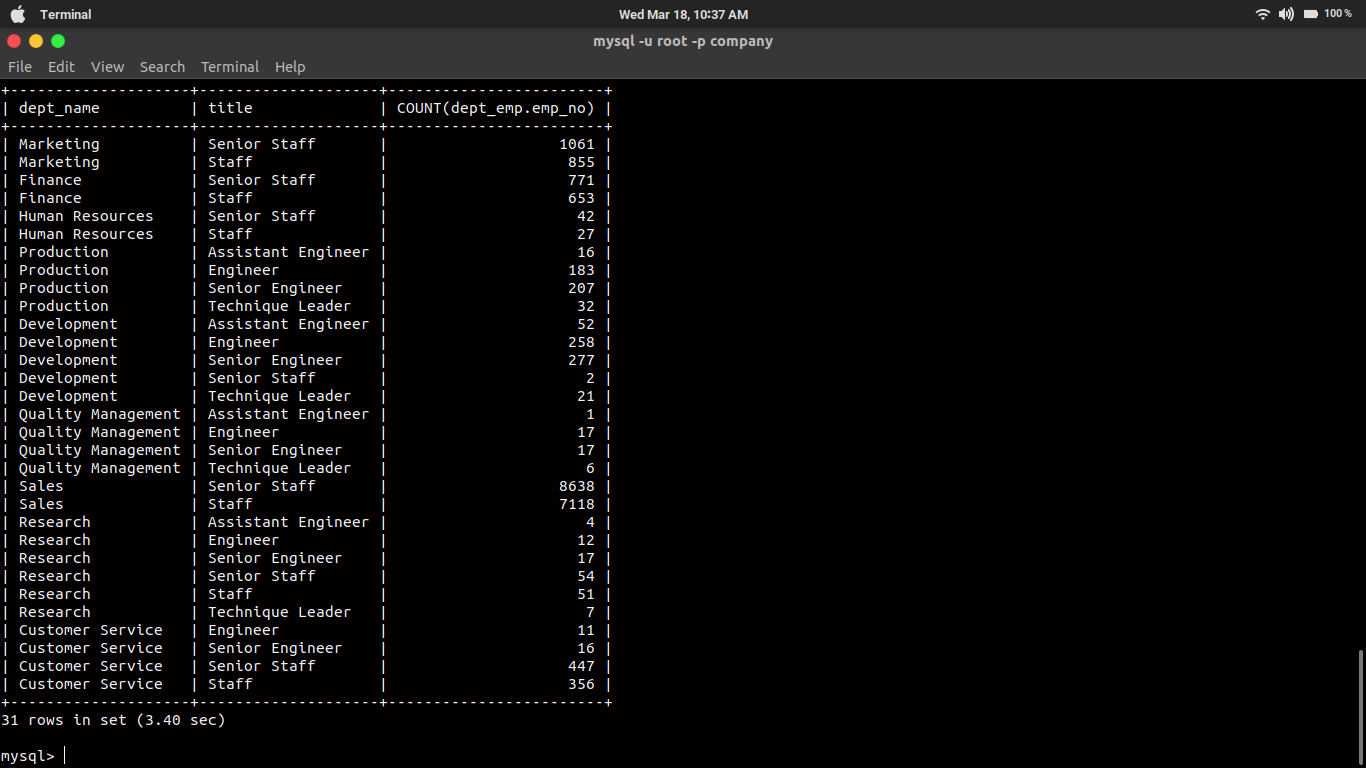 Terminal Wed Mar 18, 10:37 AM 100 %
mysql -u root -p company
File Edit View Search Terminal Help
+--------------------+--------------------+------------------------+
| dept_name          | title              | COUNT(dept_emp.emp_no) |
+--------------------+--------------------+------------------------+
| Marketing          | Senior Staff       |                   1061 |
| Marketing          | Staff              |                    855 |
| Finance            | Senior Staff       |                    771 |
| Finance            | Staff              |                    653 |
| Human Resources    | Senior Staff       |                     42 |
| Human Resources    | Staff              |                     27 |
| Production         | Assistant Engineer |                     16 |
| Production         | Engineer           |                    183 |
| Production         | Senior Engineer    |                    207 |
| Production         | Technique Leader   |                     32 |
| Development        | Assistant Engineer |                     52 |
| Development        | Engineer           |                    258 |
| Development        | Senior Engineer    |                    277 |
| Development        | Senior Staff       |                      2 |
| Development        | Technique Leader   |                     21 |
| Quality Management | Assistant Engineer |                      1 |
| Quality Management | Engineer           |                     17 |
| Quality Management | Senior Engineer    |                     17 |
| Quality Management | Technique Leader   |                      6 |
| Sales              | Senior Staff       |                   8638 |
| Sales              | Staff              |                   7118 |
| Research           | Assistant Engineer |                      4 |
| Research           | Engineer           |                     12 |
| Research           | Senior Engineer    |                     17 |
| Research           | Senior Staff       |                     54 |
| Research           | Staff              |                     51 |
| Research           | Technique Leader   |                      7 |
| Customer Service   | Engineer           |                     11 |
| Customer Service   | Senior Engineer    |                     16 |
| Customer Service   | Senior Staff       |                    447 |
| Customer Service   | Staff              |                    356 |
+--------------------+--------------------+------------------------+
31 rows in set (3.40 sec)
mysql>